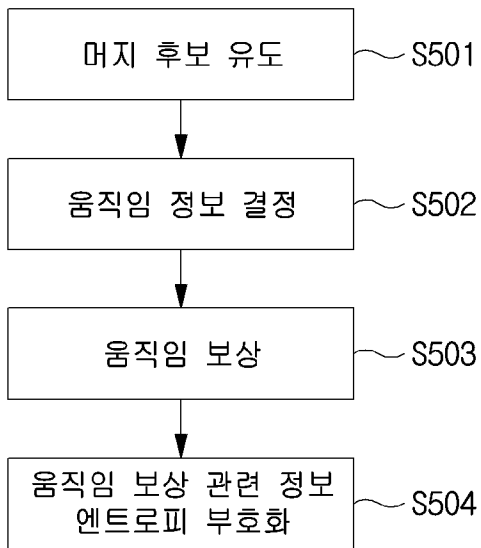 머지 후보 유도
S501
움직임 정보 결정
S502
움직임 보상
S503
움직임 보상 관련 정보
엔트로피 부호화
S504